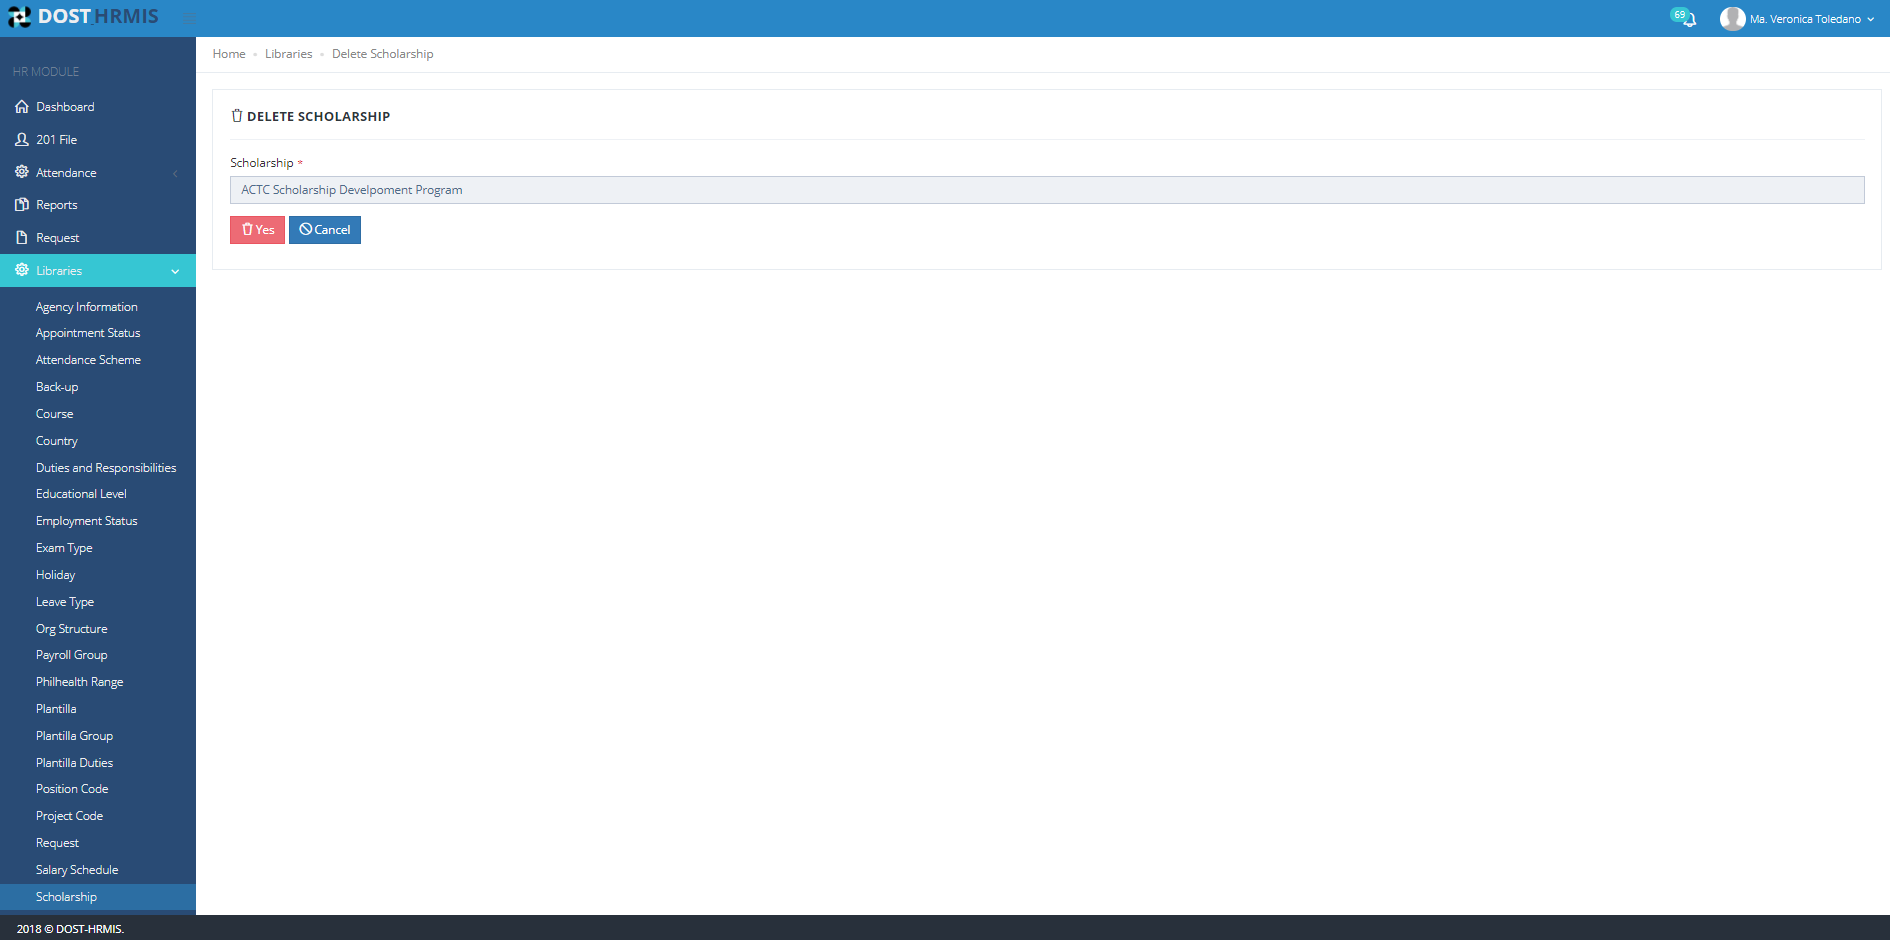 DOST-HRMIS
69
Ma. Veronica Toledano
HR MODULE
Dashboard
201 File
Attendance
Reports
Request
Libraries
Agency Information
Appointment Status
Attendance Scheme
Back-up
Course
Country
Duties and Responsibilities
Educational Level
Employment Status
Exam Type
Holiday
Leave Type
Org Structure
Payroll Group
Philhealth Range
Plantilla
Plantilla Group
Plantilla Duties
Position Code
Project Code
Request
Salary Schedule
Scholarship
Home • Libraries • Delete Scholarship
DELETE SCHOLARSHIP
Scholarship *
ACTC Scholarship Develpoment Program
Yes Cancel
2018 © DOST-HRMIS.